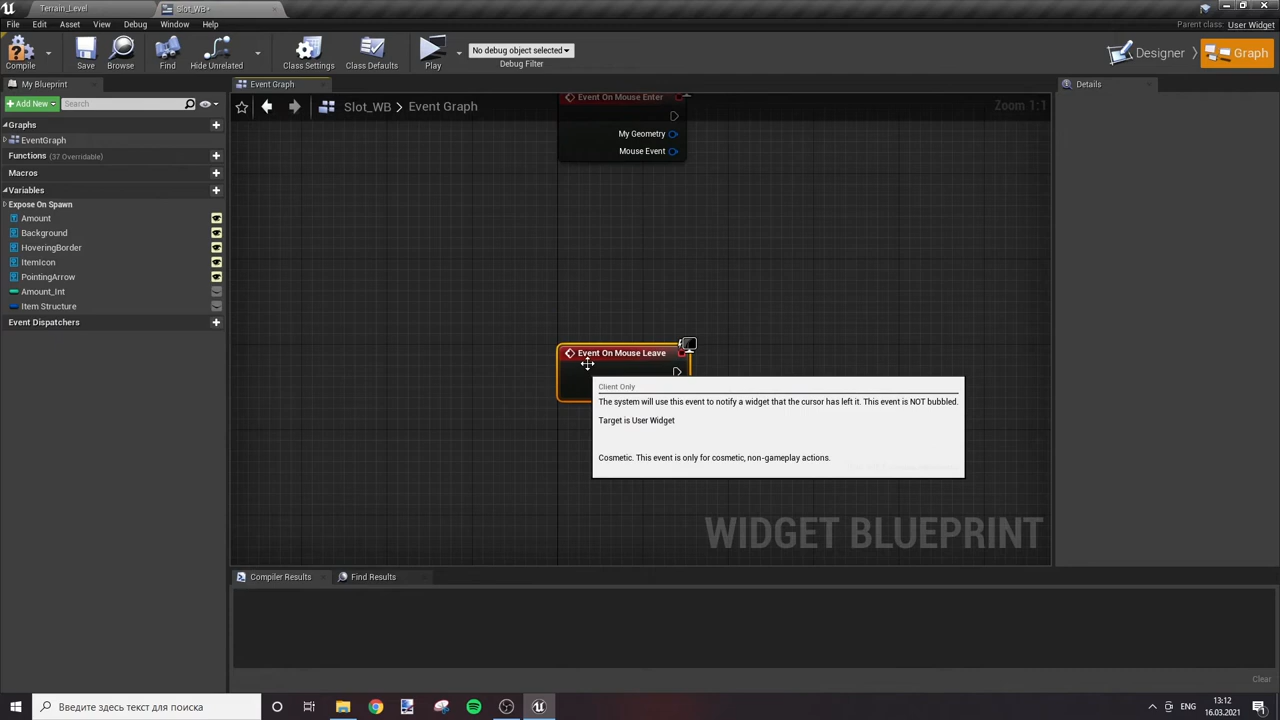 Terrain_Level
Slot_WB*
File
Edit
Asset
View
Debug
Window
Help
Parent class:
User Widget
Compile
Save
Browse
Find
Hide Unrelated
Class Settings
Class Defaults
Play
No debug object selected
Debug Filter
Designer
Graph
My Blueprint
Event Graph
Details
Add New
Search
Slot_WB
Event Graph
Zoom 1:1
Graphs
EventGraph
Functions (37 Overridable)
Macros
Variables
Expose On Spawn
Amount
Background
HoveringBorder
ItemIcon
PointingArrow
Amount_Int
Item Structure
Event Dispatchers
Event On Mouse Enter
My Geometry
Mouse Event
Event On Mouse Leave
Client Only
The system will use this event to notify a widget that the cursor has left it. This event is NOT bubbled.
Target is User Widget
Cosmetic. This event is only for cosmetic, non-gameplay actions.
WIDGET BLUEPRINT
Compiler Results
Find Results
Clear
Введите здесь текст для поиска
ENG
13:12
16.03.2021